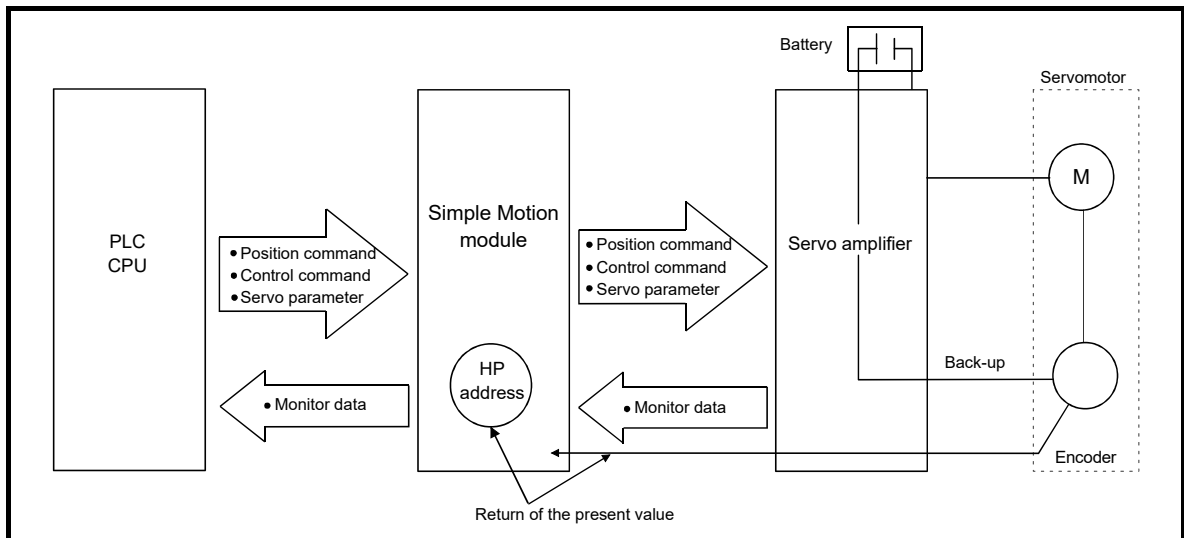 Battery
Servomotor
PLC
CPU
• Position command
• Control command
• Servo parameter
Simple Motion
module
• Position command
• Control command
• Servo parameter
Servo amplifier
M
HP
address
• Monitor data
• Monitor data
Back-up
Encoder
Return of the present value